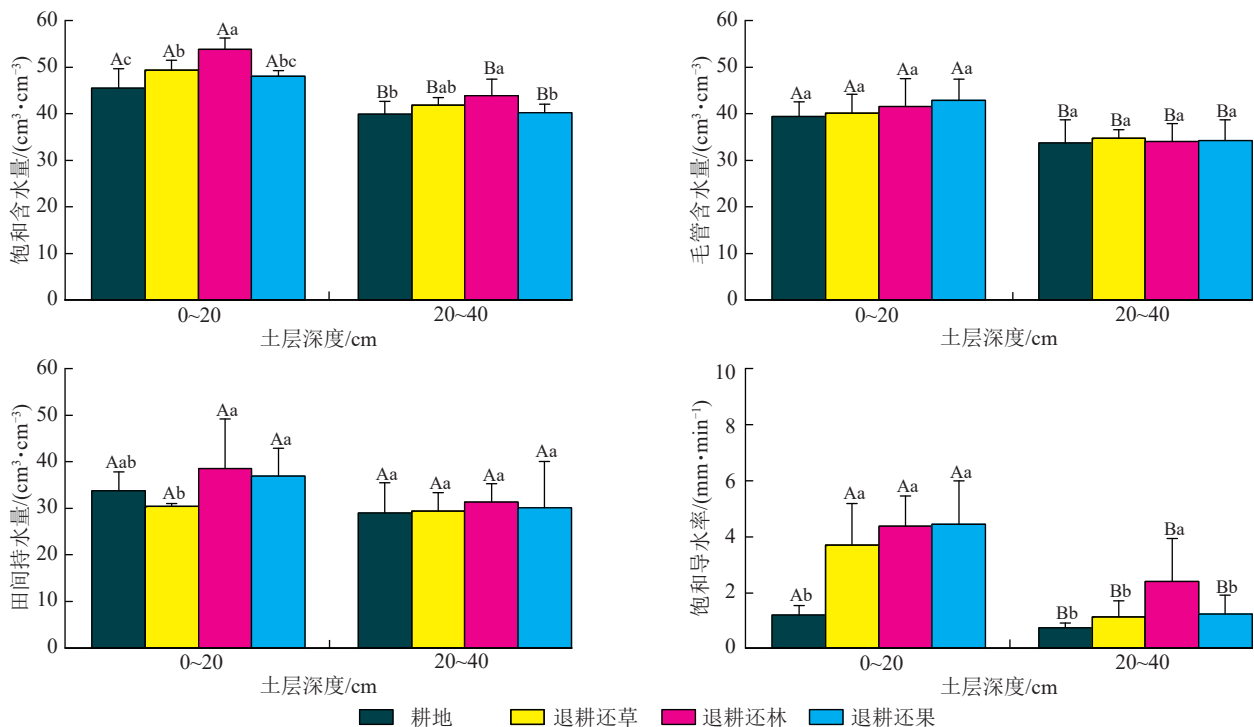 饱和含水量/(cm³·cm⁻³)
60
50
40
30
20
10
0
Ac
Ab
Aa
Abc
Bb
Bab
Ba
Bb
0~20
20~40
土层深度/cm
毛管含水量/(cm³·cm⁻³)
60
50
40
30
20
10
0
Aa
Aa
Aa
Aa
Ba
Ba
Ba
Ba
0~20
20~40
土层深度/cm
田间持水量/(cm³·cm⁻³)
60
50
40
30
20
10
0
Aab
Ab
Aa
Aa
Aa
Aa
Aa
Aa
0~20
20~40
土层深度/cm
饱和导水率/(mm·min⁻¹)
10
8
6
4
2
0
Ab
Aa
Aa
Aa
Bb
Bb
Ba
Bb
0~20
20~40
土层深度/cm
耕地 退耕还草 退耕还林 退耕还果